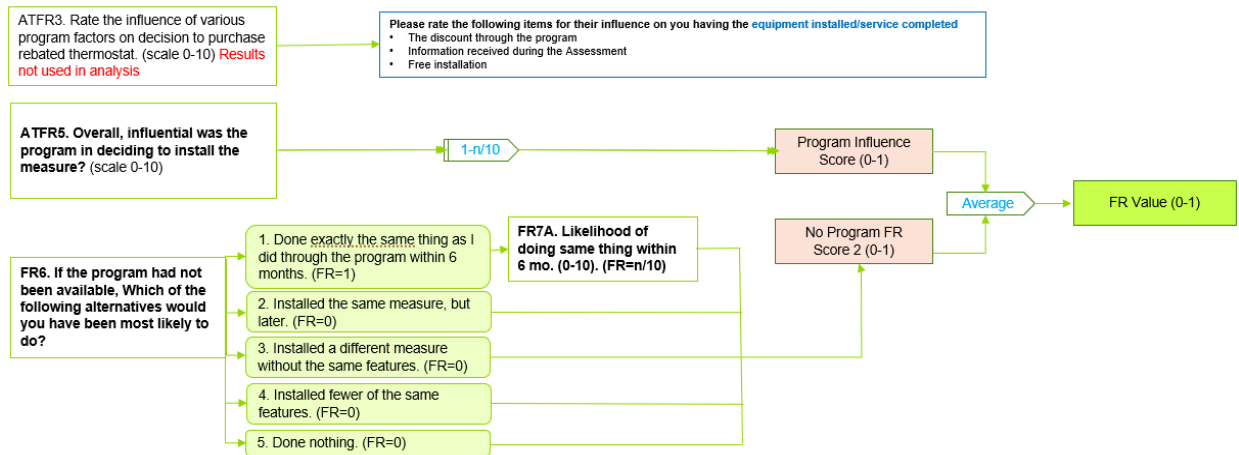 ATFR3. Rate the influence of various
program factors on decision to purchase
rebated thermostat. (scale 0-10) Results
not used in analysis
Please rate the following items for their influence on you having the equipment installed/service completed
• The discount through the program
• Information received during the Assessment
• Free installation
ATFR5. Overall, influential was the
program in deciding to install the
measure? (scale 0-10)
1-n/10
Program Influence
Score (0-1)
Average
FR Value (0-1)
No Program FR
Score 2 (0-1)
FR6. If the program had not
been available, Which of the
following alternatives would
you have been most likely to
do?
1. Done exactly the same thing as I
did through the program within 6
months. (FR=1)
FR7A. Likelihood of
doing same thing within
6 mo. (0-10). (FR=n/10)
2. Installed the same measure, but
later. (FR=0)
3. Installed a different measure
without the same features. (FR=0)
4. Installed fewer of the same
features. (FR=0)
5. Done nothing. (FR=0)